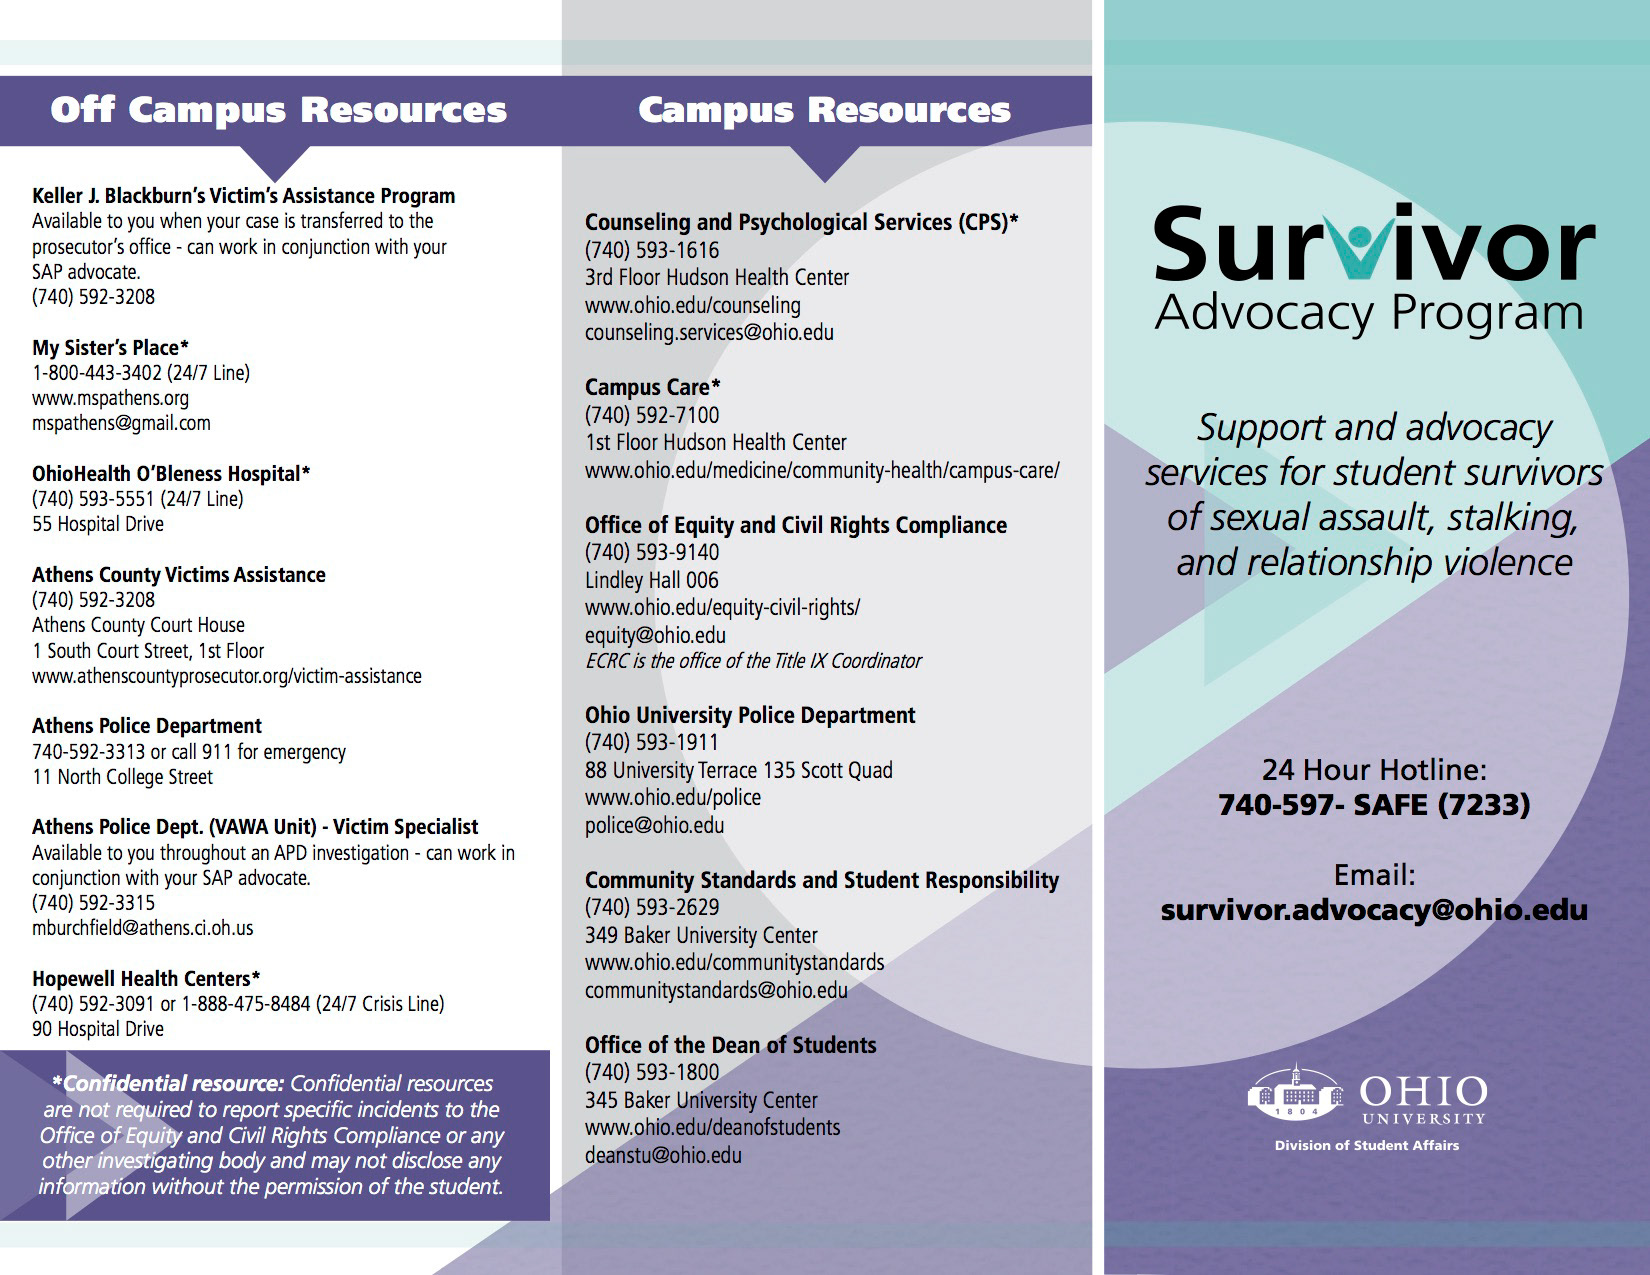 Off Campus Resources
Keller J. Blackburn's Victim's Assistance Program
Available to you when your case is transferred to the
prosecutor's office - can work in conjunction with your
SAP advocate.
(740) 592-3208
My Sister's Place*
1-800-443-3402 (24/7 Line)
www.mspathens.org
mspathens@gmail.com
OhioHealth O'Bleness Hospital*
(740) 593-5551 (24/7 Line)
55 Hospital Drive
Athens County Victims Assistance
(740) 592-3208
Athens County Court House
1 South Court Street, 1st Floor
www.athenscountyprosecutor.org/victim-assistance
Athens Police Department
740-592-3313 or call 911 for emergency
11 North College Street
Athens Police Dept. (VAWA Unit) - Victim Specialist
Available to you throughout an APD investigation - can work in
conjunction with your SAP advocate.
(740) 592-3315
mburchfield@athens.ci.oh.us
Hopewell Health Centers*
(740) 592-3091 or 1-888-475-8484 (24/7 Crisis Line)
90 Hospital Drive
*Confidential resource: Confidential resources
are not required to report specific incidents to the
Office of Equity and Civil Rights Compliance or any
other investigating body and may not disclose any
information without the permission of the student.
Campus Resources
Counseling and Psychological Services (CPS)*
(740) 593-1616
3rd Floor Hudson Health Center
www.ohio.edu/counseling
counseling.services@ohio.edu
Campus Care*
(740) 592-7100
1st Floor Hudson Health Center
www.ohio.edu/medicine/community-health/campus-care/
Office of Equity and Civil Rights Compliance
(740) 593-9140
Lindley Hall 006
www.ohio.edu/equity-civil-rights/
equity@ohio.edu
ECRC is the office of the Title IX Coordinator
Ohio University Police Department
(740) 593-1911
88 University Terrace 135 Scott Quad
www.ohio.edu/police
police@ohio.edu
Community Standards and Student Responsibility
(740) 593-2629
349 Baker University Center
www.ohio.edu/communitystandards
communitystandards@ohio.edu
Office of the Dean of Students
(740) 593-1800
345 Baker University Center
www.ohio.edu/deanofstudents
deanstu@ohio.edu
Survivor
Advocacy Program
Support and advocacy
services for student survivors
of sexual assault, stalking,
and relationship violence
24 Hour Hotline:
740-597- SAFE (7233)
Email:
survivor.advocacy@ohio.edu
1804
OHIO
UNIVERSITY
Division of Student Affairs